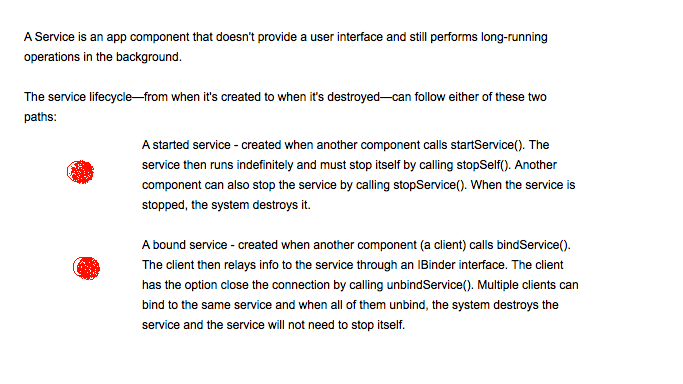 A Service is an app component that doesn't provide a user interface and still performs long-running
operations in the background.
The service lifecycle—from when it's created to when it's destroyed—can follow either of these two
paths:
A started service - created when another component calls startService(). The
service then runs indefinitely and must stop itself by calling stopSelf(). Another
component can also stop the service by calling stopService(). When the service is
stopped, the system destroys it.
A bound service - created when another component (a client) calls bindService().
The client then relays info to the service through an IBinder interface. The client
has the option close the connection by calling unbindService(). Multiple clients can
bind to the same service and when all of them unbind, the system destroys the
service and the service will not need to stop itself.